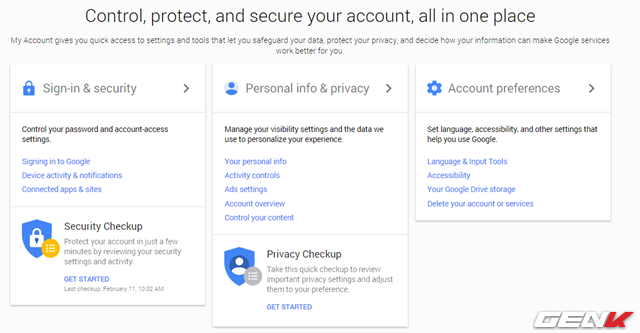 Control, protect, and secure your account, all in one place
My Account gives you quick access to settings and tools that let you safeguard your data, protect your privacy, and decide how your information can make Google services
work better for you.
Sign-in & security
Control your password and account-access
settings.
Signing in to Google
Device activity & notifications
Connected apps & sites
Security Checkup
Protect your account in just a few
minutes by reviewing your security
settings and activity.
GET STARTED
Last checkup: February 11, 10:02 AM
Personal info & privacy
Manage your visibility settings and the data we
use to personalize your experience.
Your personal info
Activity controls
Ads settings
Account overview
Control your content
Privacy Checkup
Take this quick checkup to review
important privacy settings and adjust
them to your preference.
GET STARTED
Account preferences
Set language, accessibility, and other settings that
help you use Google.
Language & Input Tools
Accessibility
Your Google Drive storage
Delete your account or services
GENK